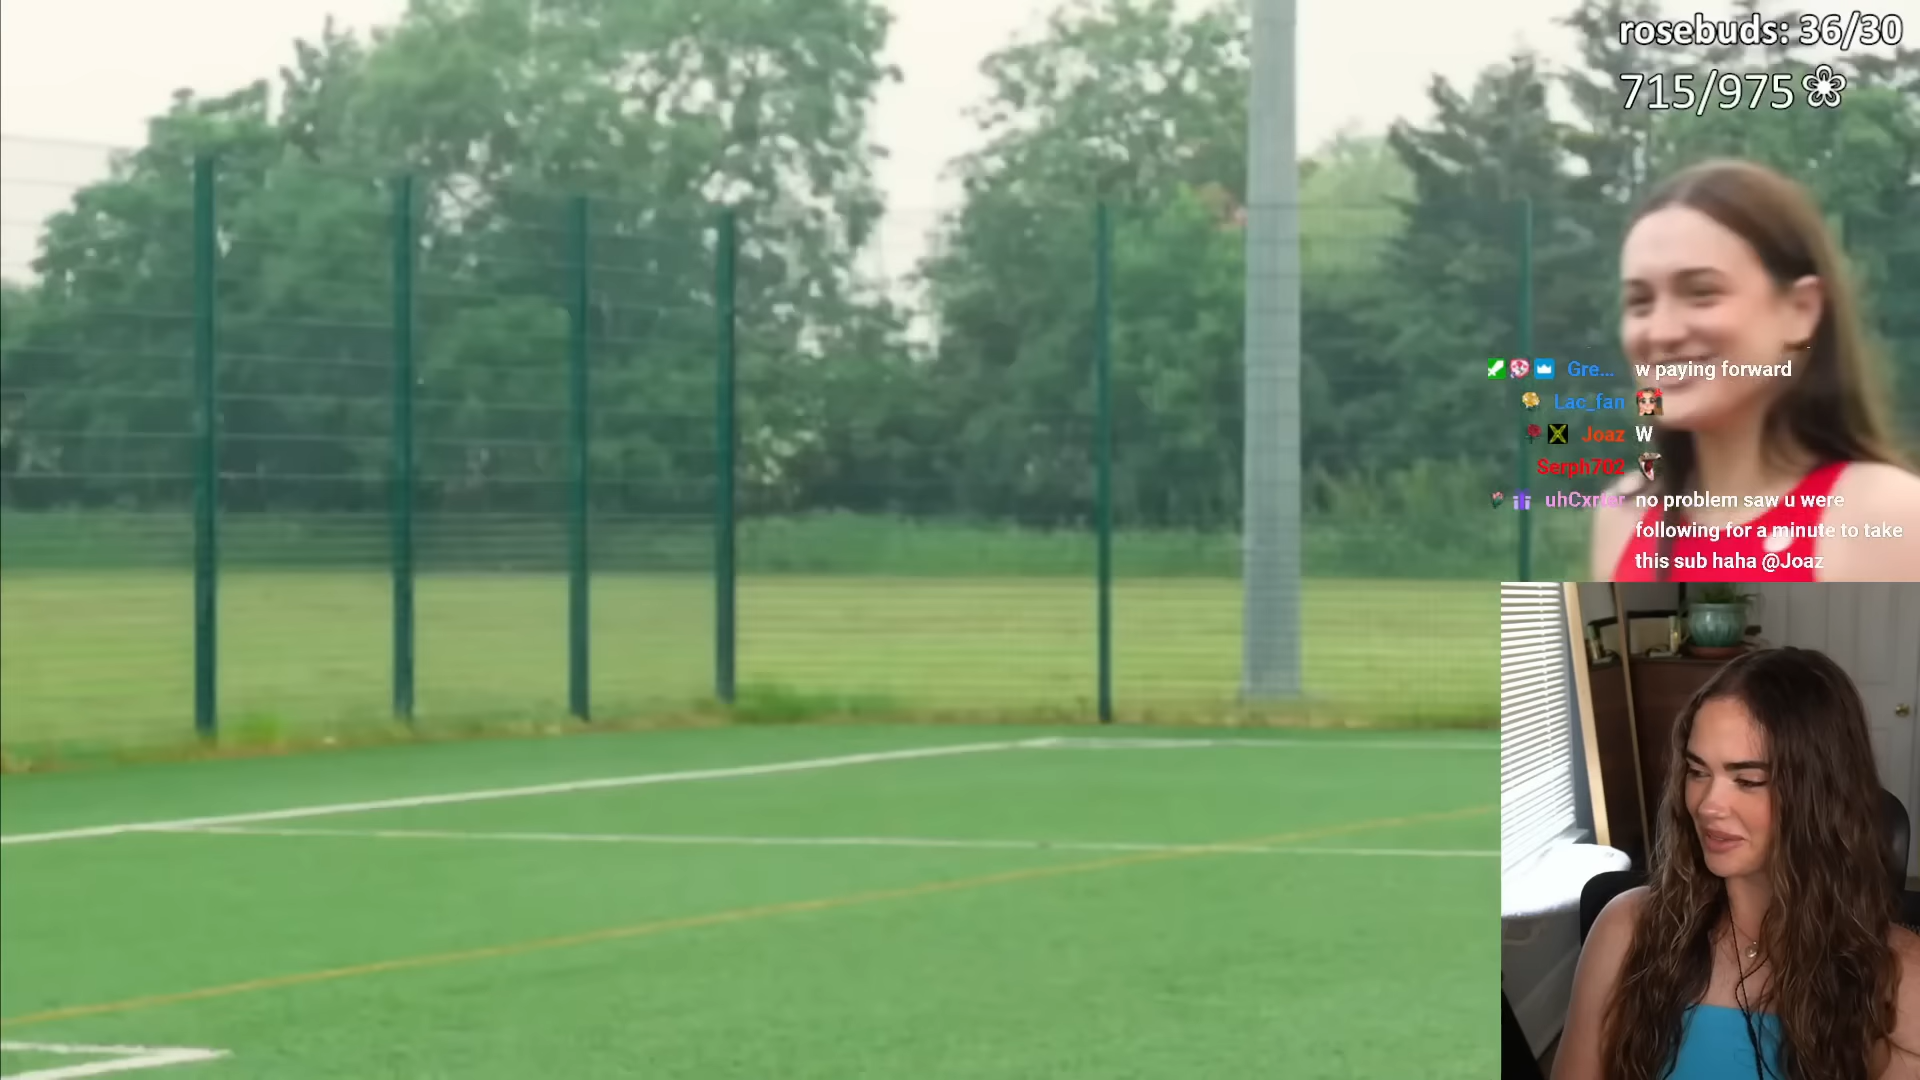 rosebuds: 36/30
715/975
Gre... w paying forward
Lac_fan
Joaz W
Serph702
uhCxrter no problem saw u were
following for a minute to take
this sub haha @Joaz